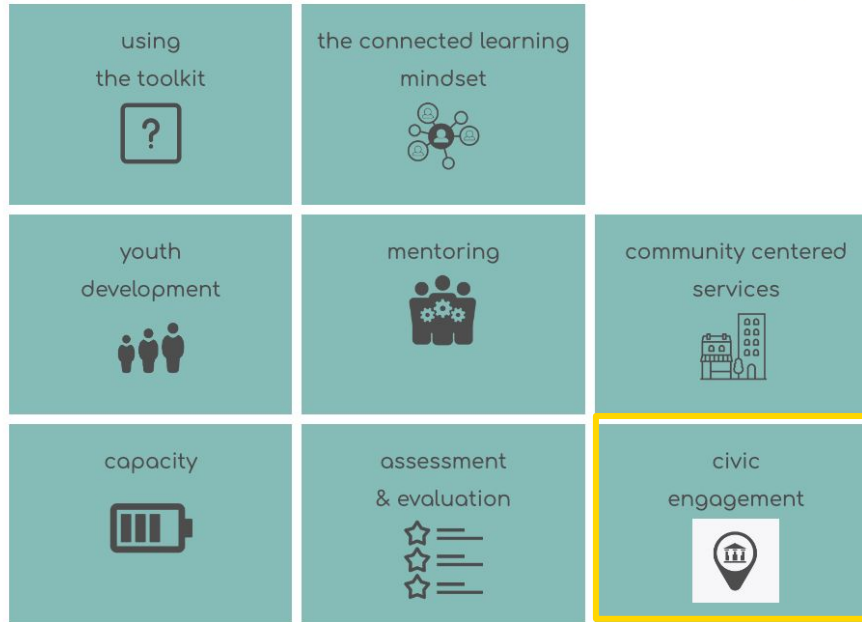 using
the toolkit
?
the connected learning
mindset
youth
development
mentoring
community centered
services
capacity
assessment
& evaluation
civic
engagement